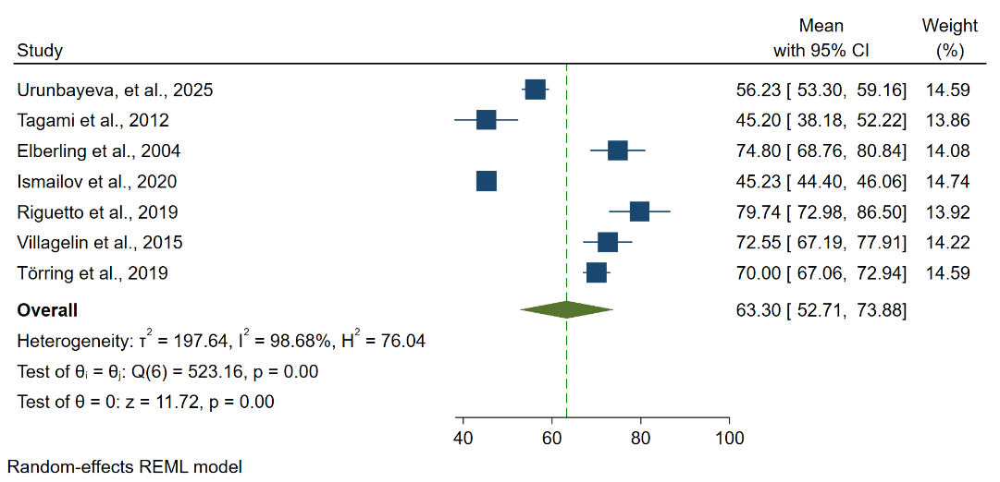 Mean Weight
Study with 95% CI (%)
Urunbayeva, et al., 2025 56.23 [ 53.30, 59.16] 14.59
Tagami et al., 2012 45.20 [ 38.18, 52.22] 13.86
Elberling et al., 2004 74.80 [ 68.76, 80.84] 14.08
Ismailov et al., 2020 45.23 [ 44.40, 46.06] 14.74
Riguetto et al., 2019 79.74 [ 72.98, 86.50] 13.92
Villagelin et al., 2015 72.55 [ 67.19, 77.91] 14.22
Törring et al., 2019 70.00 [ 67.06, 72.94] 14.59
Overall 63.30 [ 52.71, 73.88]
Heterogeneity: τ² = 197.64, I² = 98.68%, H² = 76.04
Test of θᵢ = θⱼ: Q(6) = 523.16, p = 0.00
Test of θ = 0: z = 11.72, p = 0.00
40 60 80 100
Random-effects REML model